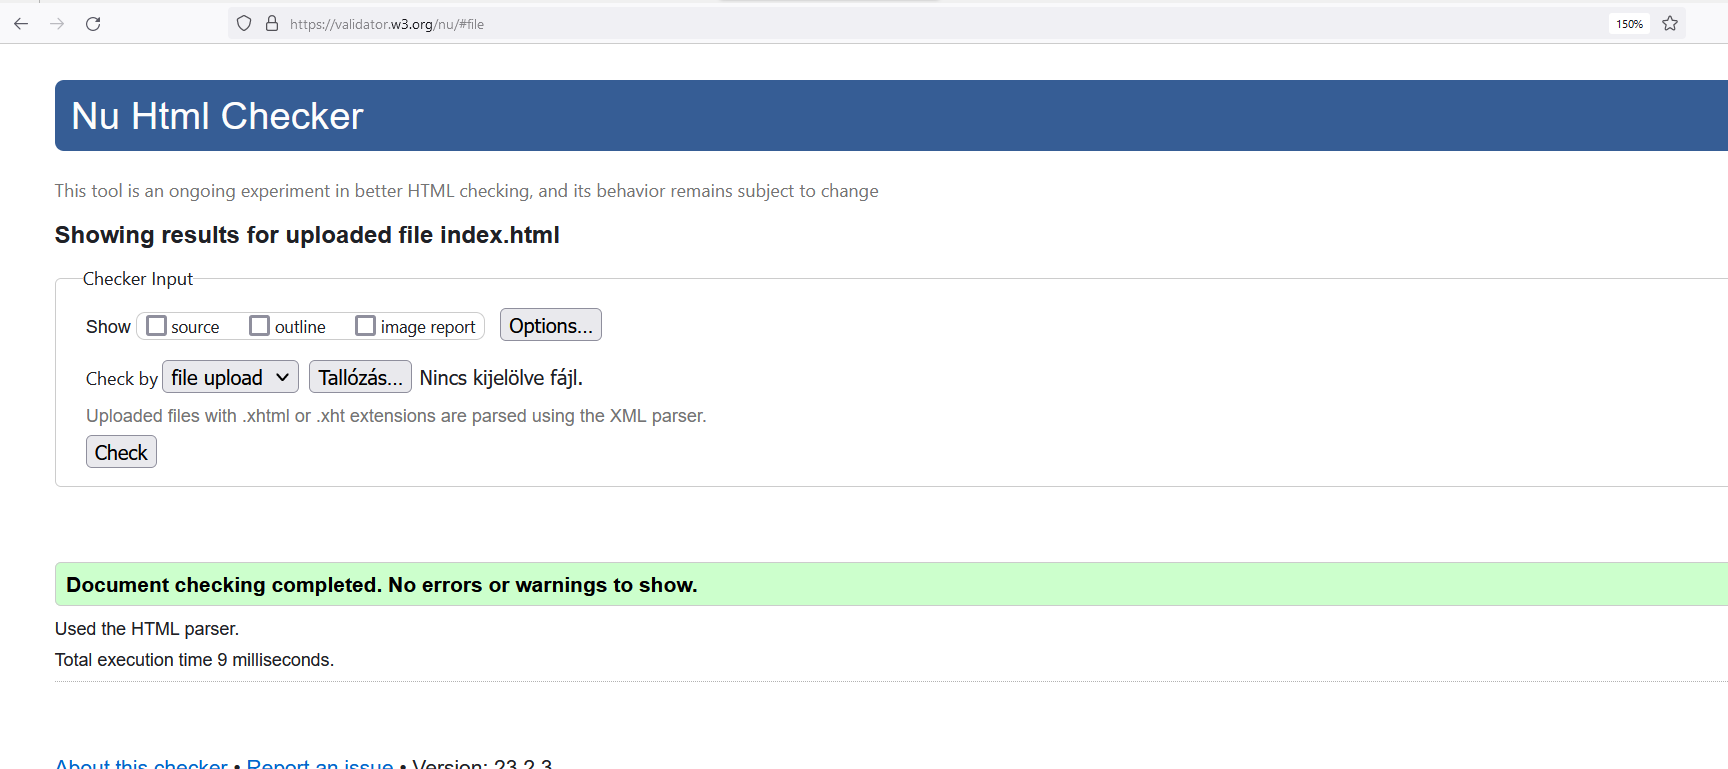 https://validator.w3.org/nu/#file
150%
Nu Html Checker
This tool is an ongoing experiment in better HTML checking, and its behavior remains subject to change
Showing results for uploaded file index.html
Checker Input
Show source outline image report Options...
Check by file upload Tallózás... Nincs kijelölve fájl.
Uploaded files with .xhtml or .xht extensions are parsed using the XML parser.
Check
Document checking completed. No errors or warnings to show.
Used the HTML parser.
Total execution time 9 milliseconds.
About this checker • Report an issue • Version: 23.2.3